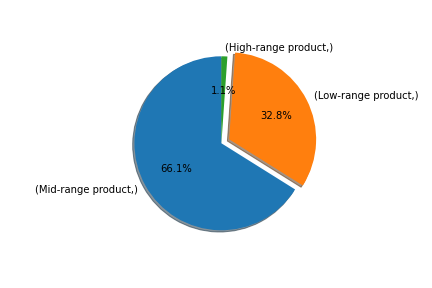 (High-range product,)
1.1%
(Low-range product,)
32.8%
66.1%
(Mid-range product,)